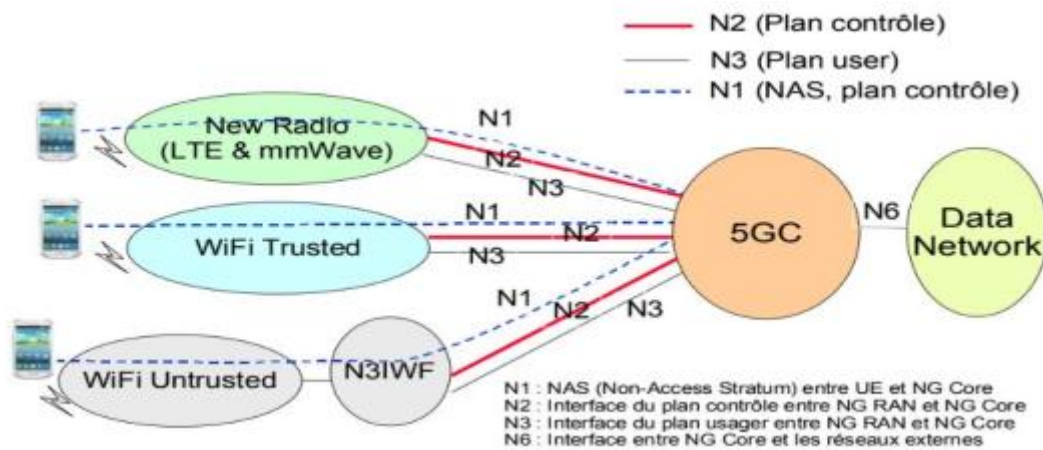 N2 (Plan contrôle)
N3 (Plan user)
N1 (NAS, plan contrôle)
New Radio
(LTE & mmWave)
N1
N2
N3
WiFi Trusted
N1
N2
N3
5GC
N6
Data
Network
WiFi Untrusted
N3IWF
N1
N2
N3
N1 : NAS (Non-Access Stratum) entre UE et NG Core
N2 : Interface du plan contrôle entre NG RAN et NG Core
N3 : Interface du plan usager entre NG RAN et NG Core
N6 : Interface entre NG Core et les réseaux externes